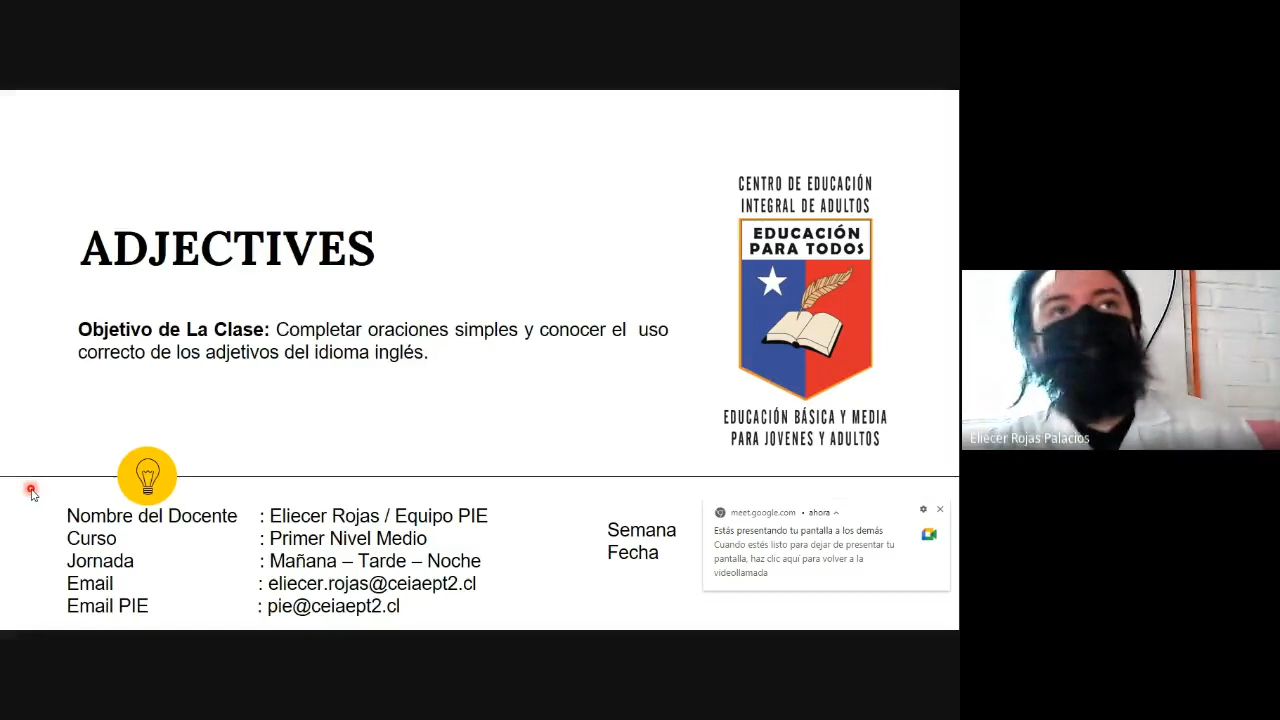 CENTRO DE EDUCACIÓN
INTEGRAL DE ADULTOS
EDUCACIÓN
PARA TODOS
ADJECTIVES
Objetivo de La Clase: Completar oraciones simples y conocer el uso
correcto de los adjetivos del idioma inglés.
EDUCACIÓN BÁSICA Y MEDIA
PARA JOVENES Y ADULTOS
Eliecer Rojas Palacios
Nombre del Docente : Eliecer Rojas / Equipo PIE
Curso : Primer Nivel Medio
Jornada : Mañana – Tarde – Noche
Email : eliecer.rojas@ceiaept2.cl
Email PIE : pie@ceiaept2.cl
Semana
Fecha
meet.google.com • ahora
Estás presentando tu pantalla a los demás
Cuando estés listo para dejar de presentar tu
pantalla, haz clic aquí para volver a la
videollamada